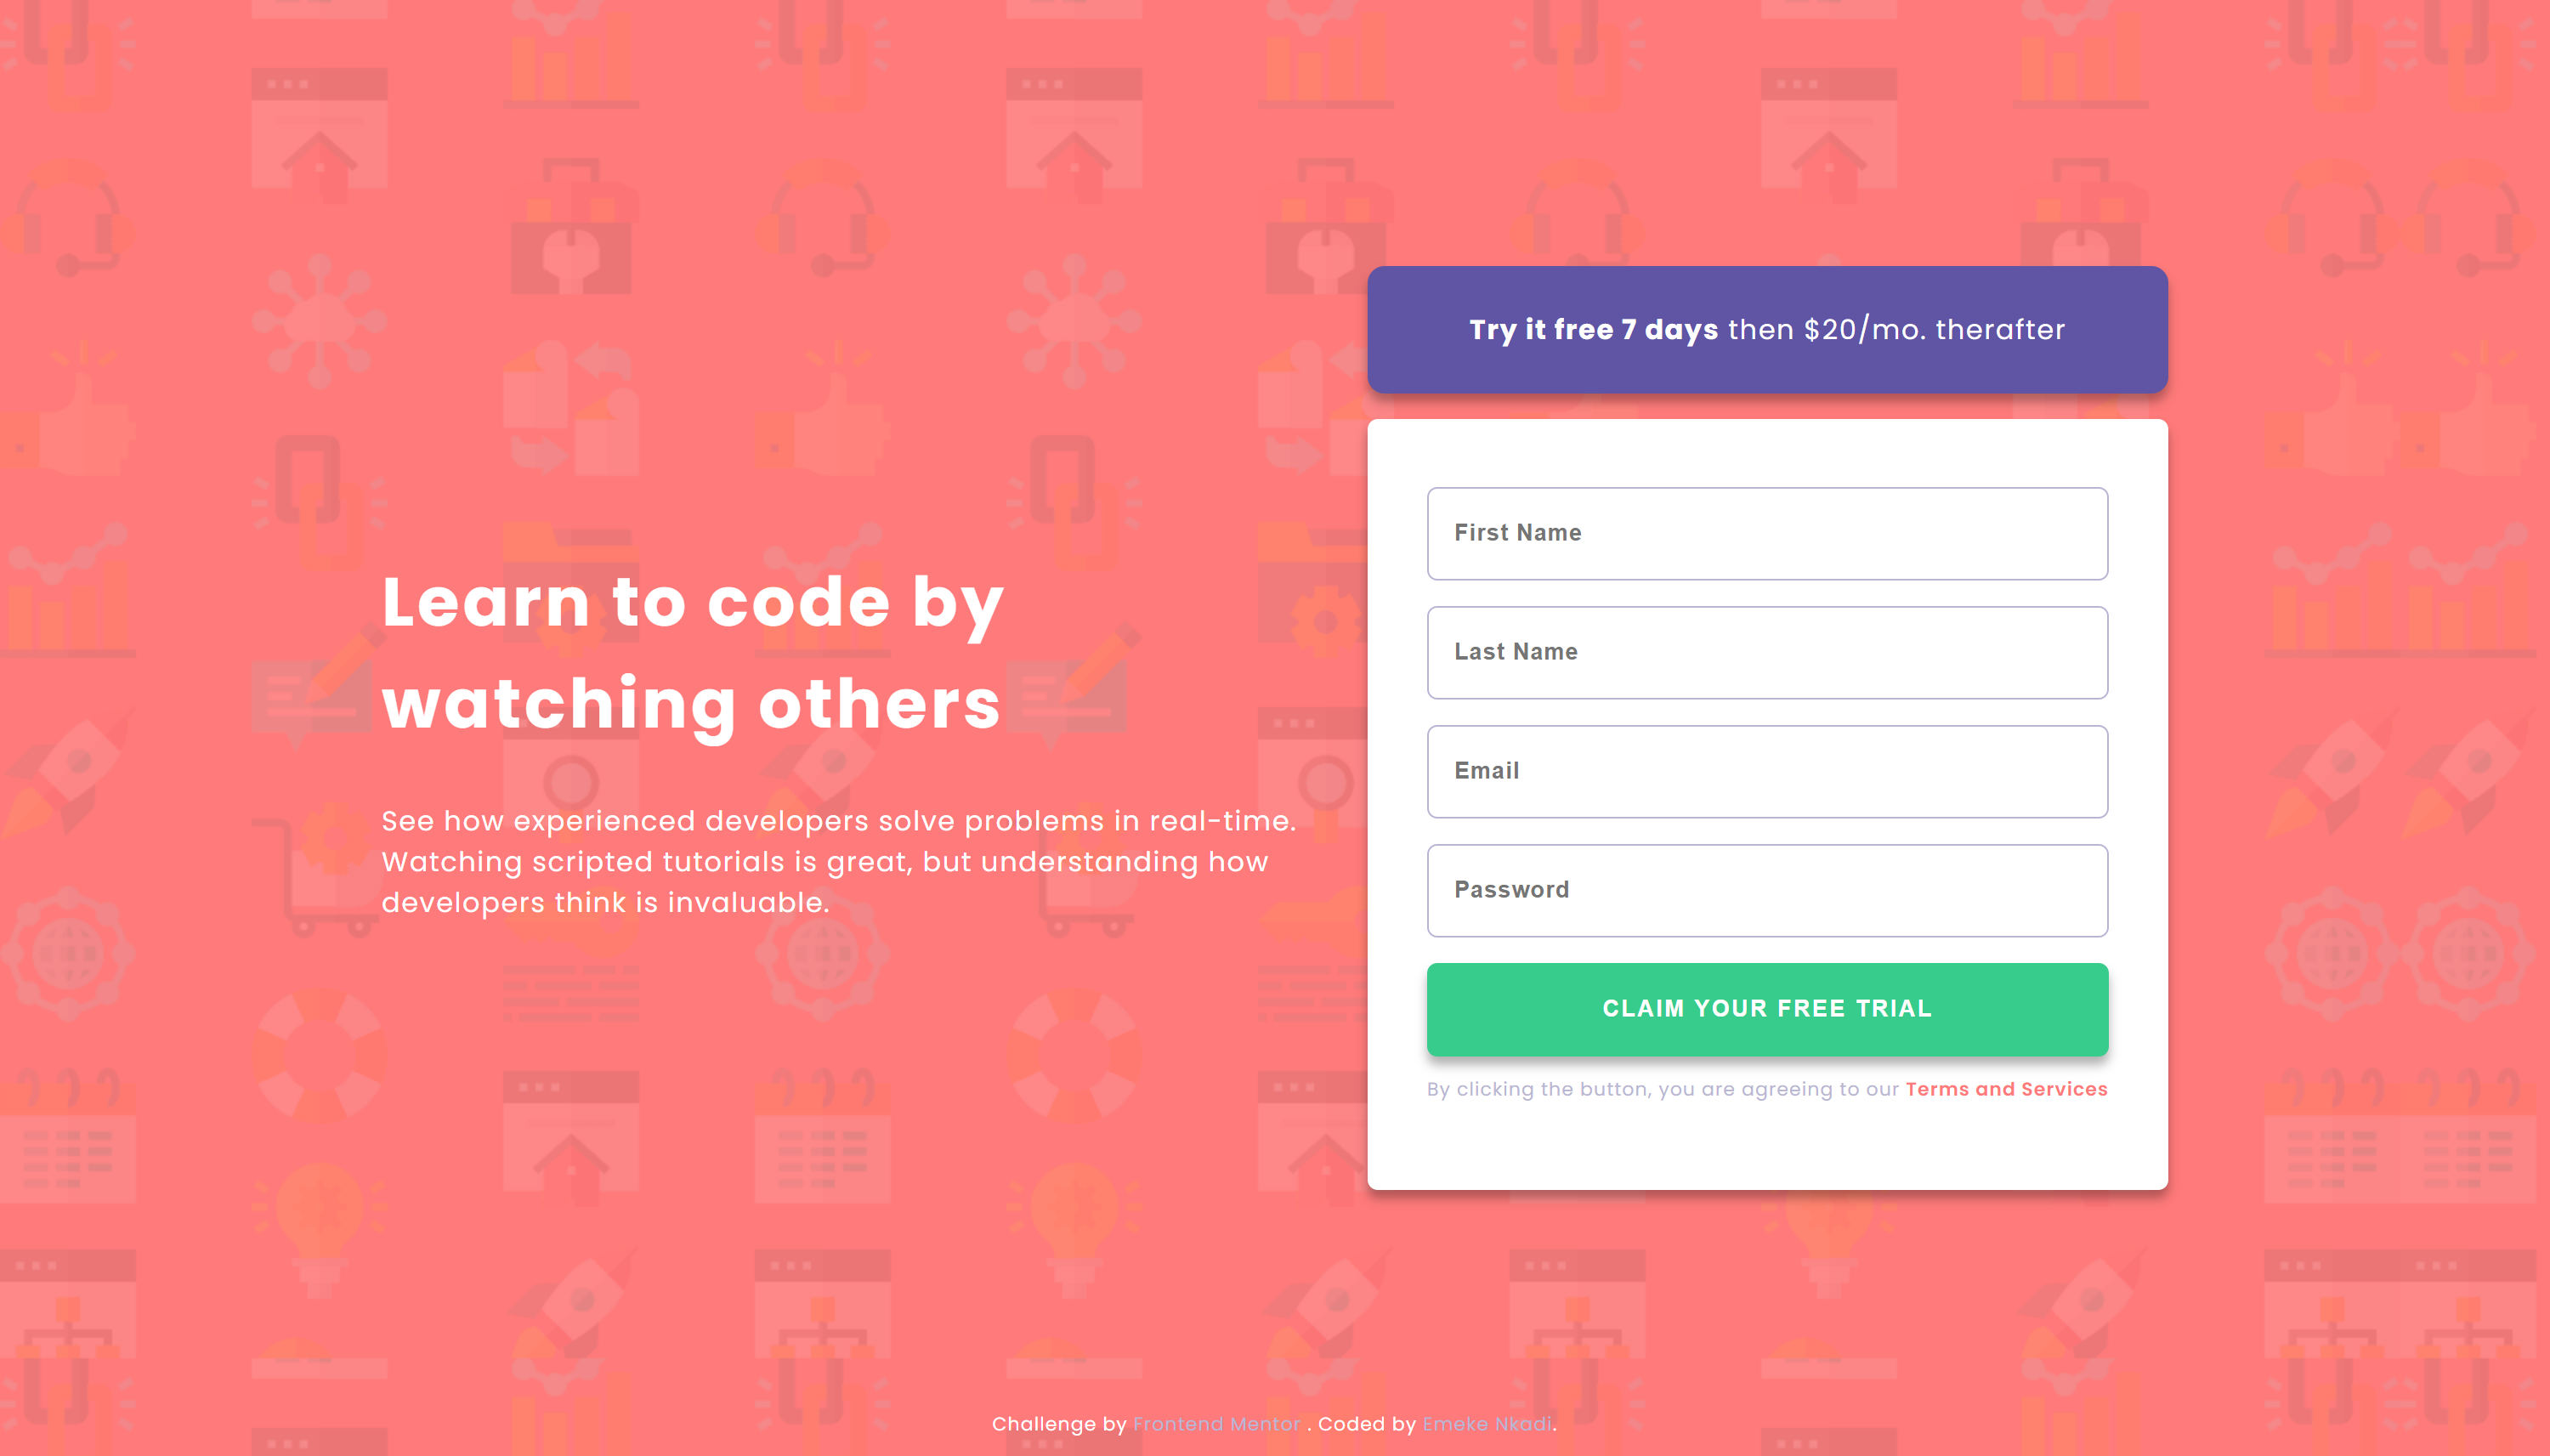 Learn to code by
watching others
See how experienced developers solve problems in real-time.
Watching scripted tutorials is great, but understanding how
developers think is invaluable.
Try it free 7 days then $20/mo. therafter
First Name
Last Name
Email
Password
CLAIM YOUR FREE TRIAL
By clicking the button, you are agreeing to our Terms and Services
Challenge by Frontend Mentor . Coded by Emeke Nkadi.